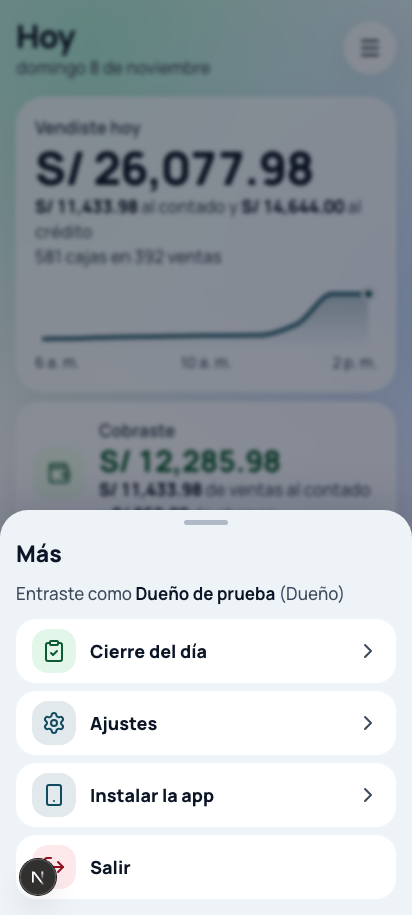 Hoy
domingo 8 de noviembre
Vendiste hoy
S/ 26,077.98
S/ 11,433.98 al contado y S/ 14,644.00 al
crédito
581 cajas en 392 ventas
6 a. m. 10 a. m. 2 p. m.
Cobraste
S/ 12,285.98
S/ 11,433.98 de ventas al contado
Más
Entraste como Dueño de prueba (Dueño)
Cierre del día
Ajustes
Instalar la app
Salir
N